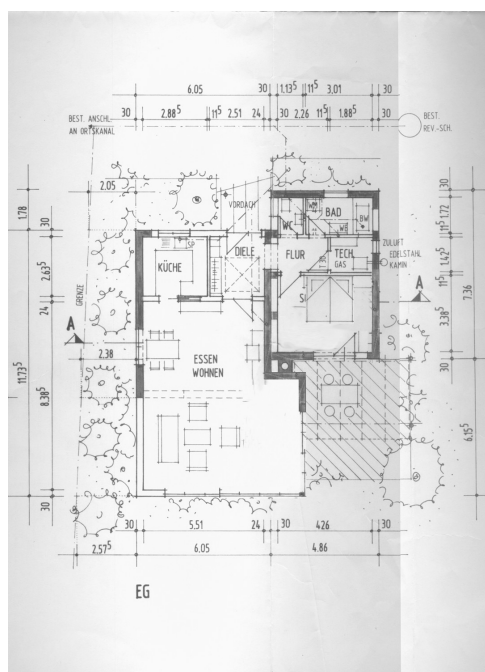 6.05 30 1.13⁵ 11⁵ 3.01
30 2.88⁵ 11⁵ 2.51 24 30 2.26 11⁵ 1.88⁵ 30
BEST. ANSCHL-
AN ORTSKANAL
BEST.
REV.-SCH.
2.05
VORDACH
1.78
30
2.63⁵
24
8.38⁵
30
11.73⁵
30
1.72
11⁵
1.42⁵
11⁵
3.38⁵
30
7.36
6.15⁵
WC
BAD
BW
DIELE
FLUR
TECH.
GAS
ZULUFT
EDELSTAHL
KAMIN
KÜCHE
GRENZE
A
A
2.38
ESSEN
WOHNEN
30 5.51 24 30 4.26 30
2.57⁵ 6.05 4.86
EG